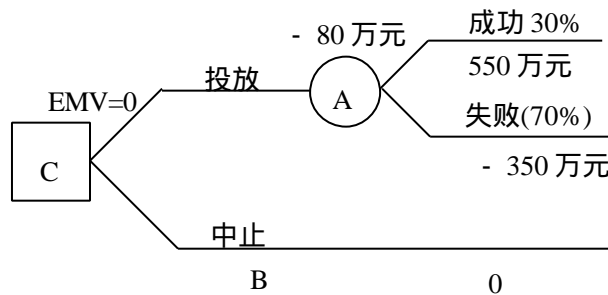 - 80 万元
成功 30%
投放
550 万元
EMV=0
A
失败(70%)
C
- 350 万元
中止
B
0